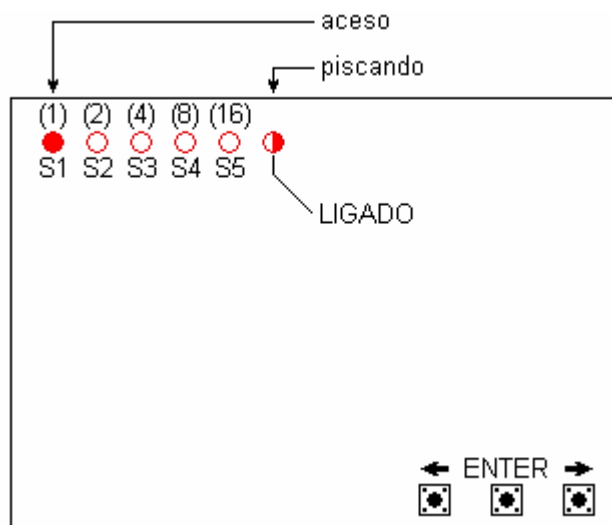 aceso
piscando
(1) (2) (4) (8) (16)
S1 S2 S3 S4 S5
LIGADO
ENTER